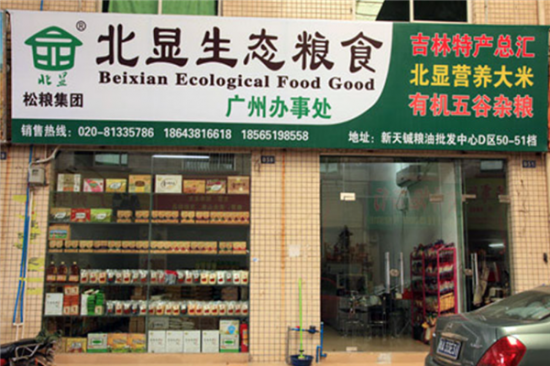 北显
松粮集团
®
北显生态粮食
Beixian Ecological Food Good
广州办事处
吉林特产总汇
北显营养大米
有机五谷杂粮
销售热线：020-81335786 18643816618 18565198558
地址：新天铖粮油批发中心D区50-51档